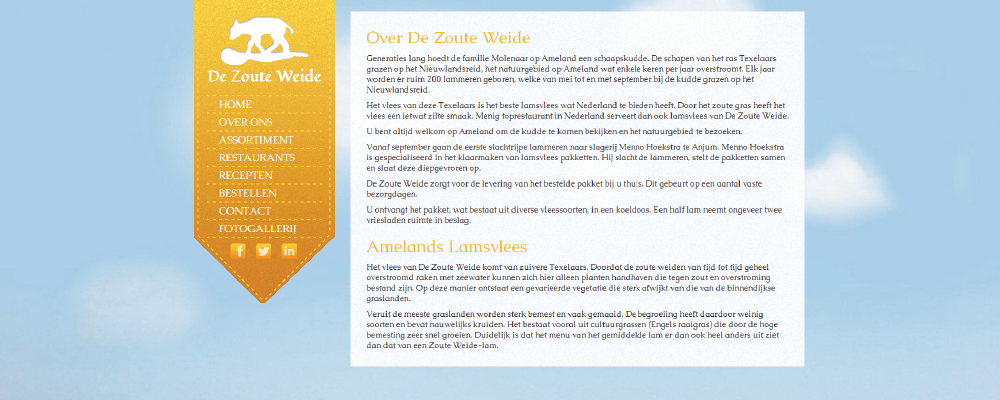 De Zoute Weide
HOME
OVER ONS
ASSORTIMENT
RESTAURANTS
RECEPTEN
BESTELLEN
CONTACT
FOTOGALLERIJ
Over De Zoute Weide
Generaties lang hoedt de familie Molenaar op Ameland een schaapskudde. De schapen van het ras Texelaars
grazen op het Nieuwlandsreid, het natuurgebied op Ameland wat enkele keren per jaar overstroomt. Elk jaar
worden er ruim 200 lammeren geboren, welke van mei tot en met september bij de kudde grazen op het
Nieuwlandsreid.
Het vlees van deze Texelaars is het beste lamsvlees wat Nederland te bieden heeft. Door het zoute gras heeft het
vlees een ietwat zilte smaak. Menig toprestaurant in Nederland serveert dan ook lamsvlees van De Zoute Weide.
U bent altijd welkom op Ameland om de kudde te komen bekijken en het natuurgebied te bezoeken.
Vanaf september gaan de eerste slachtrijpe lammeren naar slagerij Menno Hoekstra te Anjum. Menno Hoekstra
is gespecialiseerd in het klaarmaken van lamsvlees pakketten. Hij slacht de lammeren, stelt de pakketten samen
en slaat deze diepgevroren op.
De Zoute Weide zorgt voor de levering van het bestelde pakket bij u thuis. Dit gebeurt op een aantal vaste
bezorgdagen.
U ontvangt het pakket, wat bestaat uit diverse vleessoorten, in een koeldoos. Een half lam neemt ongeveer twee
vriesladen ruimte in beslag.
Amelands Lamsvlees
Het vlees van De Zoute Weide komt van zuivere Texelaars. Doordat de zoute weiden van tijd tot tijd geheel
overstroomd raken met zeewater kunnen zich hier alleen planten handhaven die tegen zout en overstroming
bestand zijn. Op deze manier ontstaat een gevarieerde vegetatie die sterk afwijkt van die van de binnendijkse
graslanden.
Veruit de meeste graslanden worden sterk bemest en vaak gemaaid. De begroeiing heeft daardoor weinig
soorten en bevat nauwelijks kruiden. Het bestaat vooral uit cultuurgrassen (Engels raaigras) die door de hoge
bemesting zeer snel groeien. Duidelijk is dat het menu van het gemiddelde lam er dan ook heel anders uit ziet
dan dat van een Zoute Weide-lam.